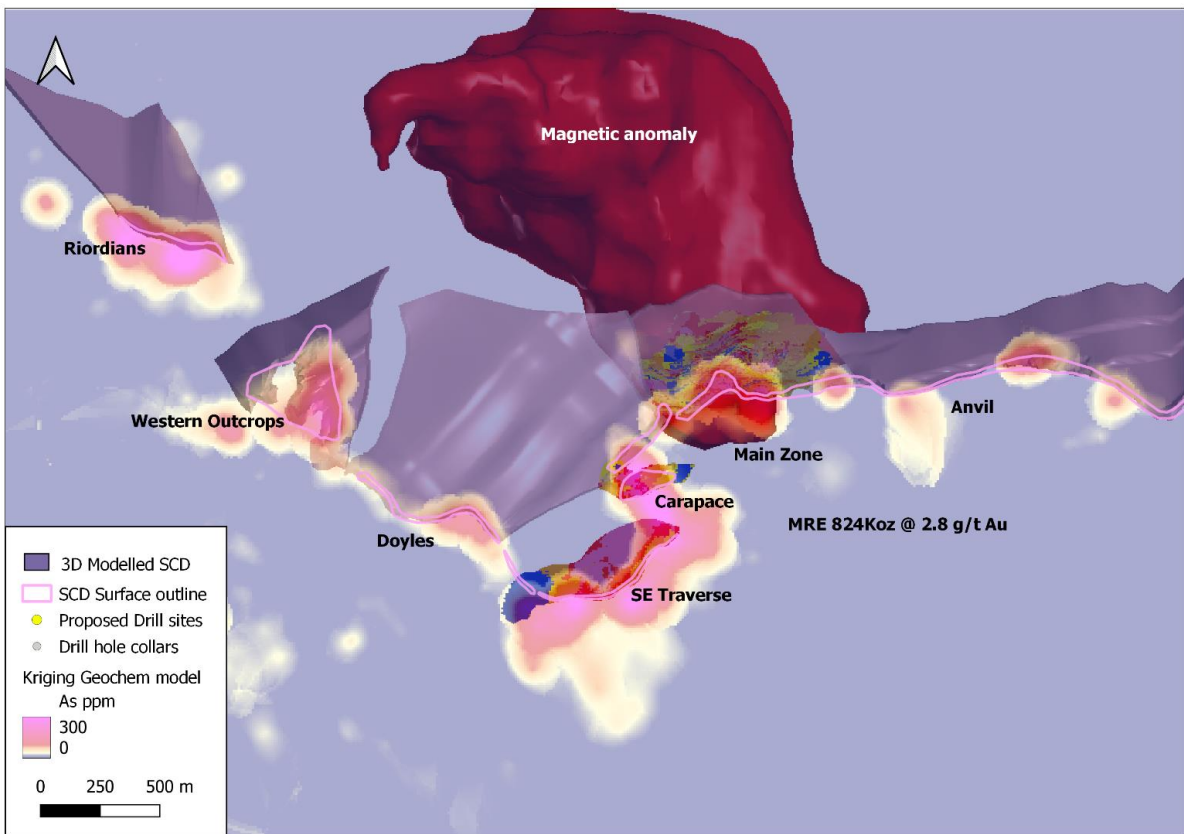 Magnetic anomaly
Riordians
Western Outcrops
Anvil
Main Zone
Carapace
MRE 824Koz @ 2.8 g/t Au
Doyles
SE Traverse
3D Modelled SCD
SCD Surface outline
Proposed Drill sites
Drill hole collars
Kriging Geochem model
As ppm
300
0
0 250 500 m